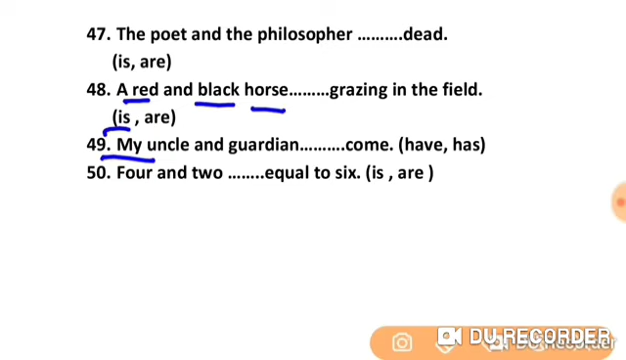 47. The poet and the philosopher ..........dead.
(is, are)
48. A red and black horse.........grazing in the field.
(is , are)
49. My uncle and guardian..........come. (have, has)
50. Four and two ........equal to six. (is , are )
DU RECORDER